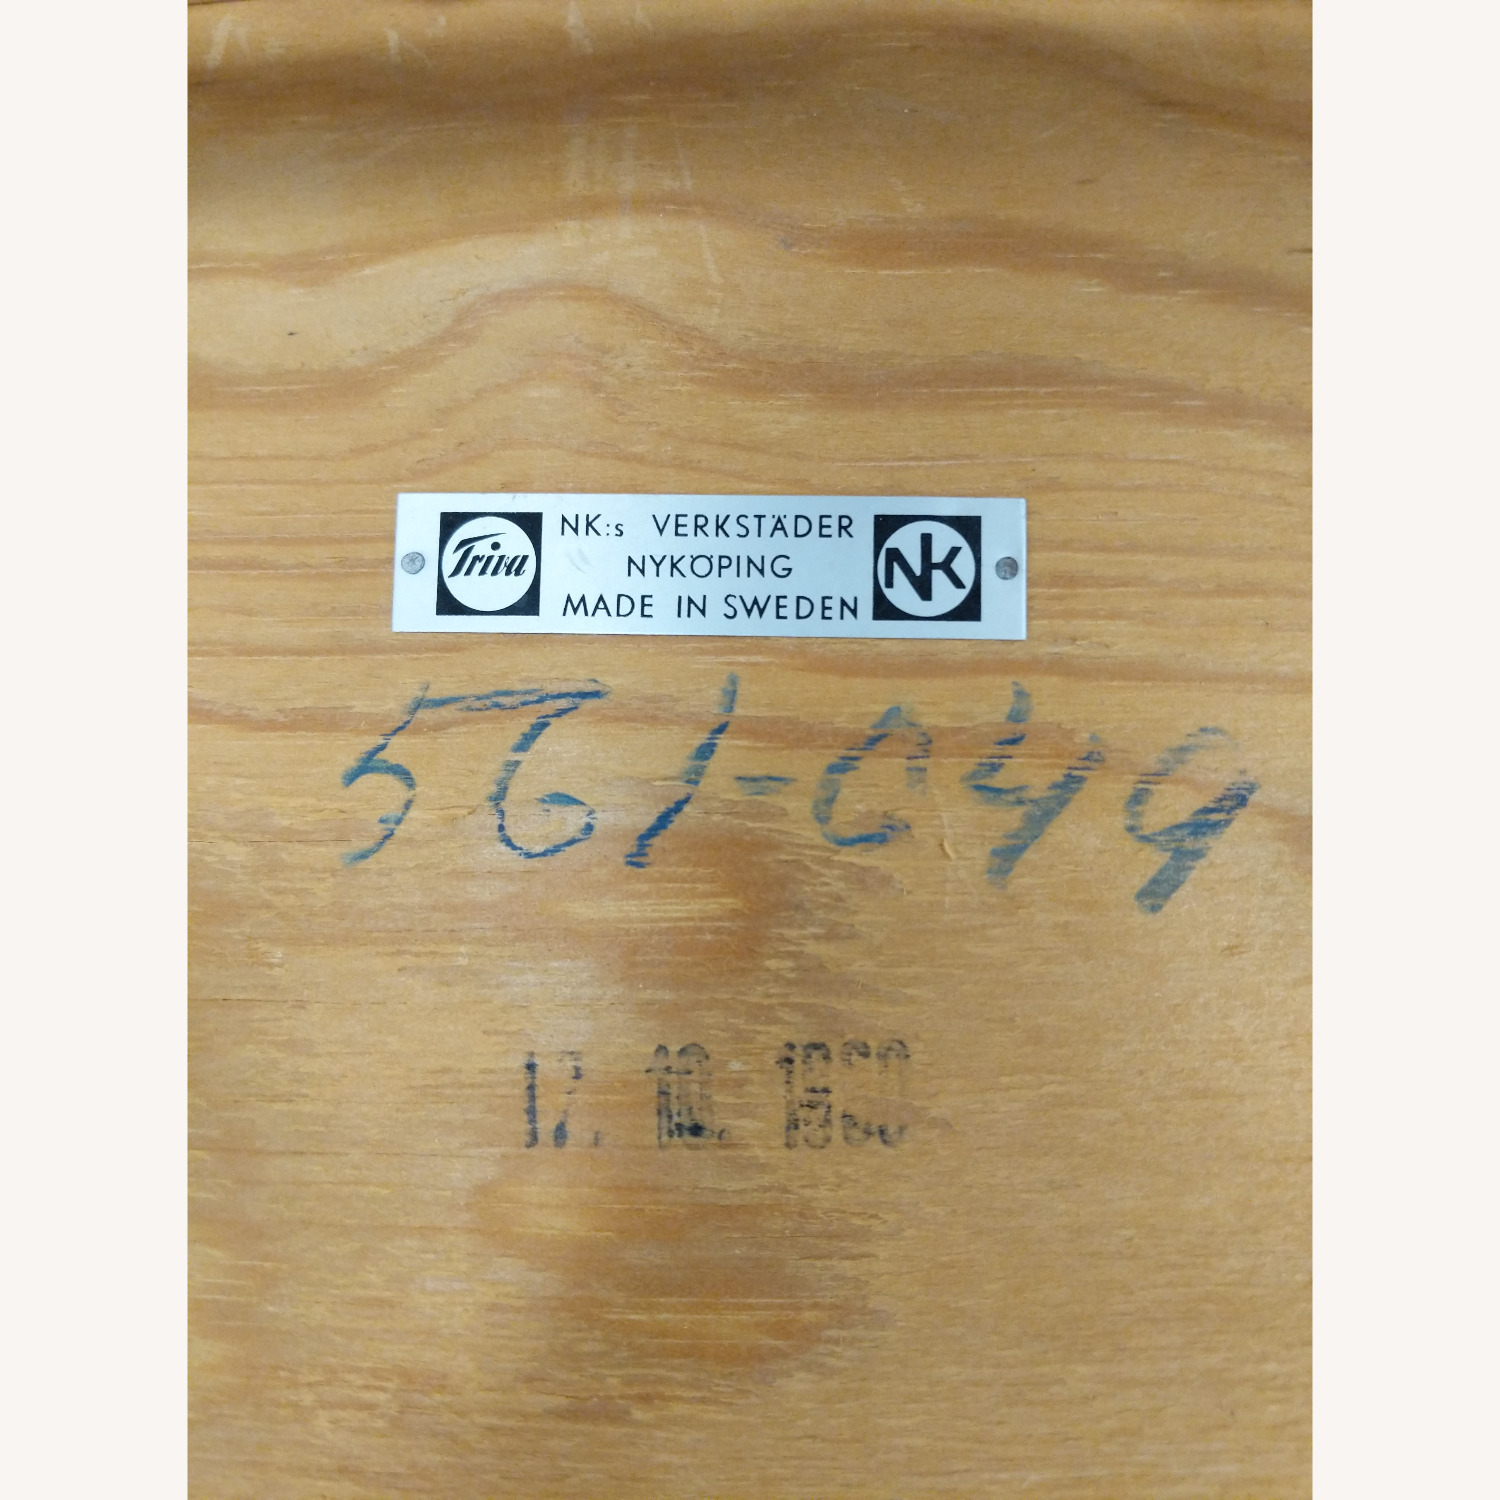 Triva
NK:s VERKSTÄDER
NYKÖPING
MADE IN SWEDEN
NK
561-049
17. 10. 1960